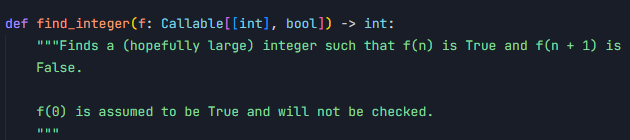 def find_integer(f: Callable[[int], bool]) -> int:
"""Finds a (hopefully large) integer such that f(n) is True and f(n + 1) is
False.
f(0) is assumed to be True and will not be checked.
"""